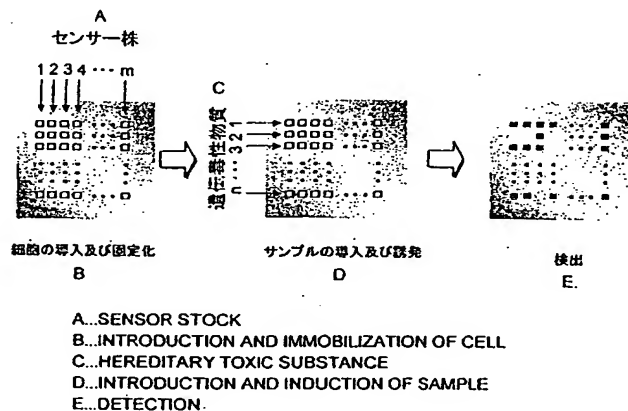 A
センサー株
1 2 3 4 ･･･ m
C
遺伝毒性物質
1
2
3
n
細胞の導入及び固定化
B
サンプルの導入及び誘発
D
検出
E.
A...SENSOR STOCK
B...INTRODUCTION AND IMMOBILIZATION OF CELL
C...HEREDITARY TOXIC SUBSTANCE
D...INTRODUCTION AND INDUCTION OF SAMPLE
E...DETECTION